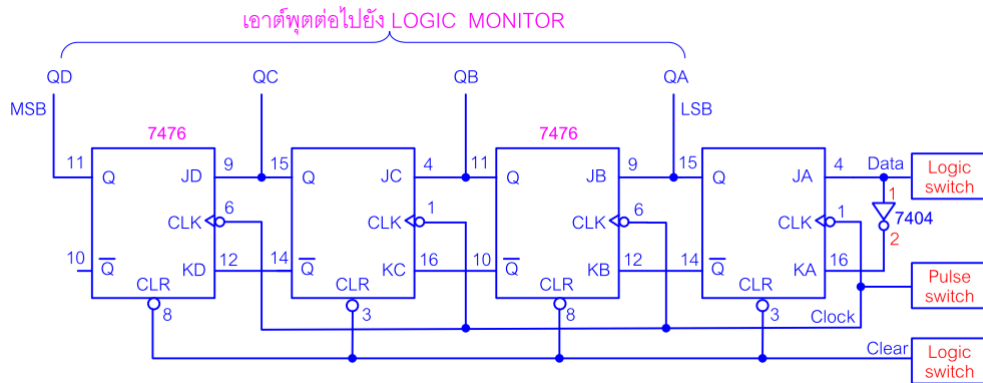 เอาต์พุตต่อไปยัง LOGIC MONITOR
QD QC QB QA
MSB LSB
7476 7476
11 Q JD 9 15 Q JC 4 11 Q JB 9 15 Q JA 4 Data Logic switch
CLK 6 CLK 1 CLK 6 CLK 1 1 7404 2
10 Q KD 12 14 Q KC 16 10 Q KB 12 14 Q KA 16
CLR 8 CLR 3 CLR 8 CLR 3
Clock Pulse switch
Clear Logic switch